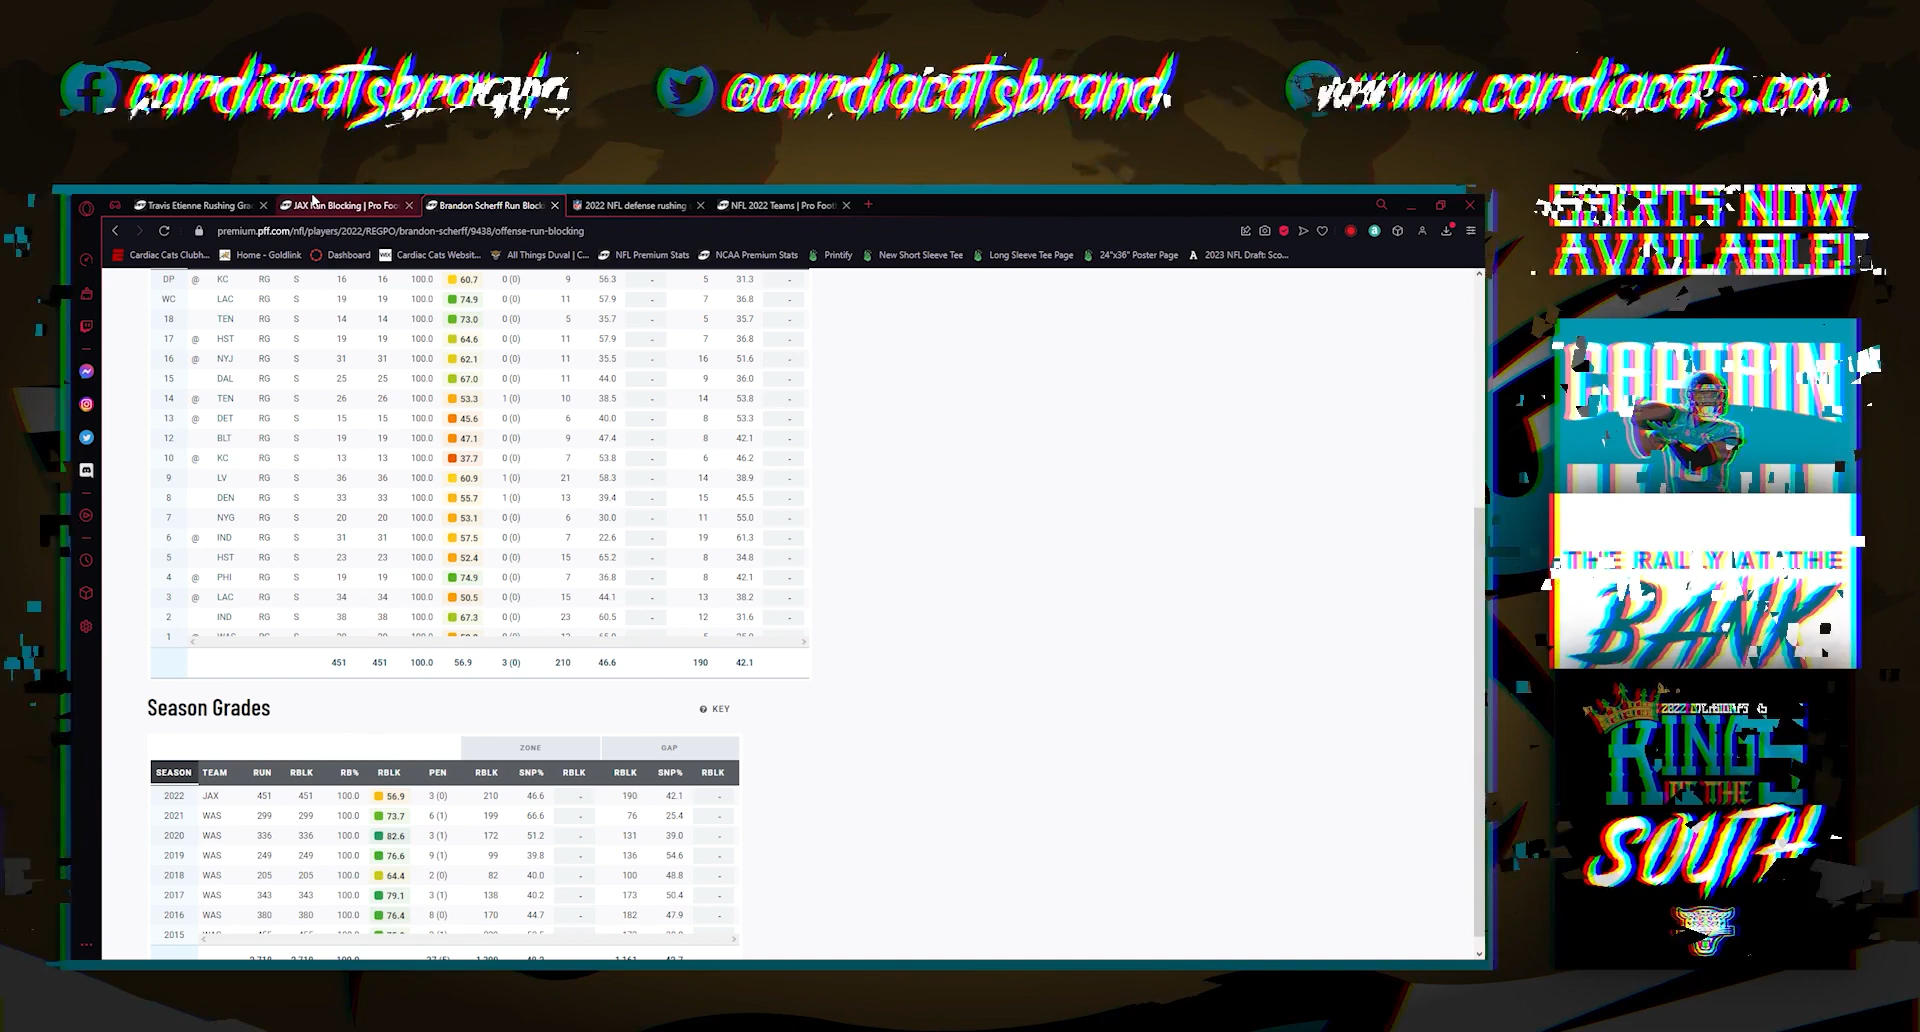 @cardiacatsbrand
Travis Etienne Rushing Gra
JAX Run Blocking | Pro Foo
Brandon Scherff Run Block
2022 NFL defense rushing
NFL 2022 Teams | Pro Foot
premium.pff.com/nfl/players/2022/REGPO/brandon-scherff/9438/offense-run-blocking
Cardiac Cats Clubh... Home - Goldlink Dashboard Cardiac Cats Websit... All Things Duval | C... NFL Premium Stats NCAA Premium Stats Printify New Short Sleeve Tee Long Sleeve Tee Page 24"x36" Poster Page 2023 NFL Draft: Sco...
DP @ KC RG S 16 16 100.0 60.7 0 (0) 9 56.3 - 5 31.3 -
WC LAC RG S 19 19 100.0 74.9 0 (0) 11 57.9 - 7 36.8 -
18 TEN RG S 14 14 100.0 73.0 0 (0) 5 35.7 - 5 35.7 -
17 @ HST RG S 19 19 100.0 64.6 0 (0) 11 57.9 - 7 36.8 -
16 @ NYJ RG S 31 31 100.0 62.1 0 (0) 11 35.5 - 16 51.6 -
15 DAL RG S 25 25 100.0 67.0 0 (0) 11 44.0 - 9 36.0 -
14 @ TEN RG S 26 26 100.0 53.3 1 (0) 10 38.5 - 14 53.8 -
13 @ DET RG S 15 15 100.0 45.6 0 (0) 6 40.0 - 8 53.3 -
12 BLT RG S 19 19 100.0 47.1 0 (0) 9 47.4 - 8 42.1 -
10 @ KC RG S 13 13 100.0 37.7 0 (0) 7 53.8 - 6 46.2 -
9 LV RG S 36 36 100.0 60.9 1 (0) 21 58.3 - 14 38.9 -
8 DEN RG S 33 33 100.0 55.7 1 (0) 13 39.4 - 15 45.5 -
7 NYG RG S 20 20 100.0 53.1 0 (0) 6 30.0 - 11 55.0 -
6 @ IND RG S 31 31 100.0 57.5 0 (0) 7 22.6 - 19 61.3 -
5 HST RG S 23 23 100.0 52.4 0 (0) 15 65.2 - 8 34.8 -
4 @ PHI RG S 19 19 100.0 74.9 0 (0) 7 36.8 - 8 42.1 -
3 @ LAC RG S 34 34 100.0 50.5 0 (0) 15 44.1 - 13 38.2 -
2 IND RG S 38 38 100.0 67.3 0 (0) 23 60.5 - 12 31.6 -
1
451 451 100.0 56.9 3 (0) 210 46.6 190 42.1
Season Grades
KEY
ZONE GAP
SEASON TEAM RUN RBLK RB% RBLK PEN RBLK SNP% RBLK RBLK SNP% RBLK
2022 JAX 451 451 100.0 56.9 3 (0) 210 46.6 - 190 42.1 -
2021 WAS 299 299 100.0 73.7 6 (1) 199 66.6 - 76 25.4 -
2020 WAS 336 336 100.0 82.6 3 (1) 172 51.2 - 131 39.0 -
2019 WAS 249 249 100.0 76.6 9 (1) 99 39.8 - 136 54.6 -
2018 WAS 205 205 100.0 64.4 2 (0) 82 40.0 - 100 48.8 -
2017 WAS 343 343 100.0 79.1 3 (1) 138 40.2 - 173 50.4 -
2016 WAS 380 380 100.0 76.4 8 (0) 170 44.7 - 182 47.9 -
2015
NOW
AVAILABLE!
CAPTAIN
THE RALLY AT THE
BANK
2022
KINGS
OF THE
SOUTH